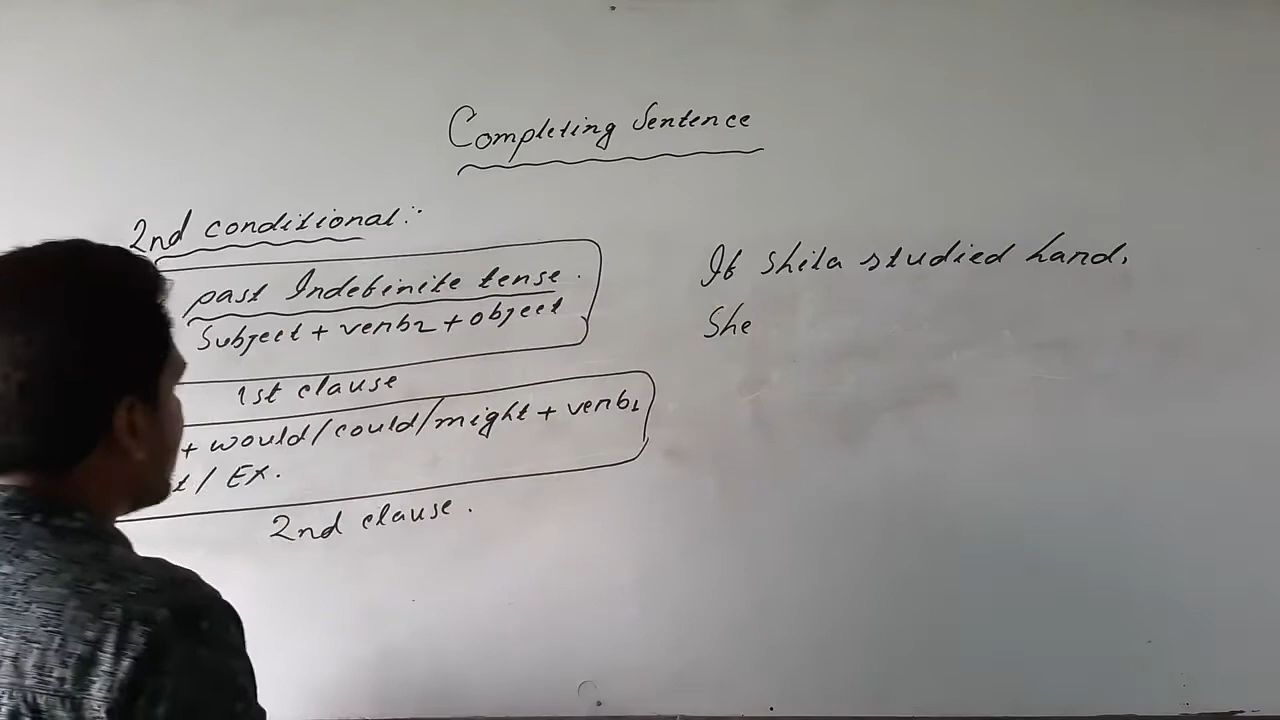 Completing Sentence
2nd conditional:
past Indefinite tense.
Subject + verb2 + object
1st clause
+ would/could/might + verb1
t / Ex.
2nd clause.
If Shila studied hard,
She